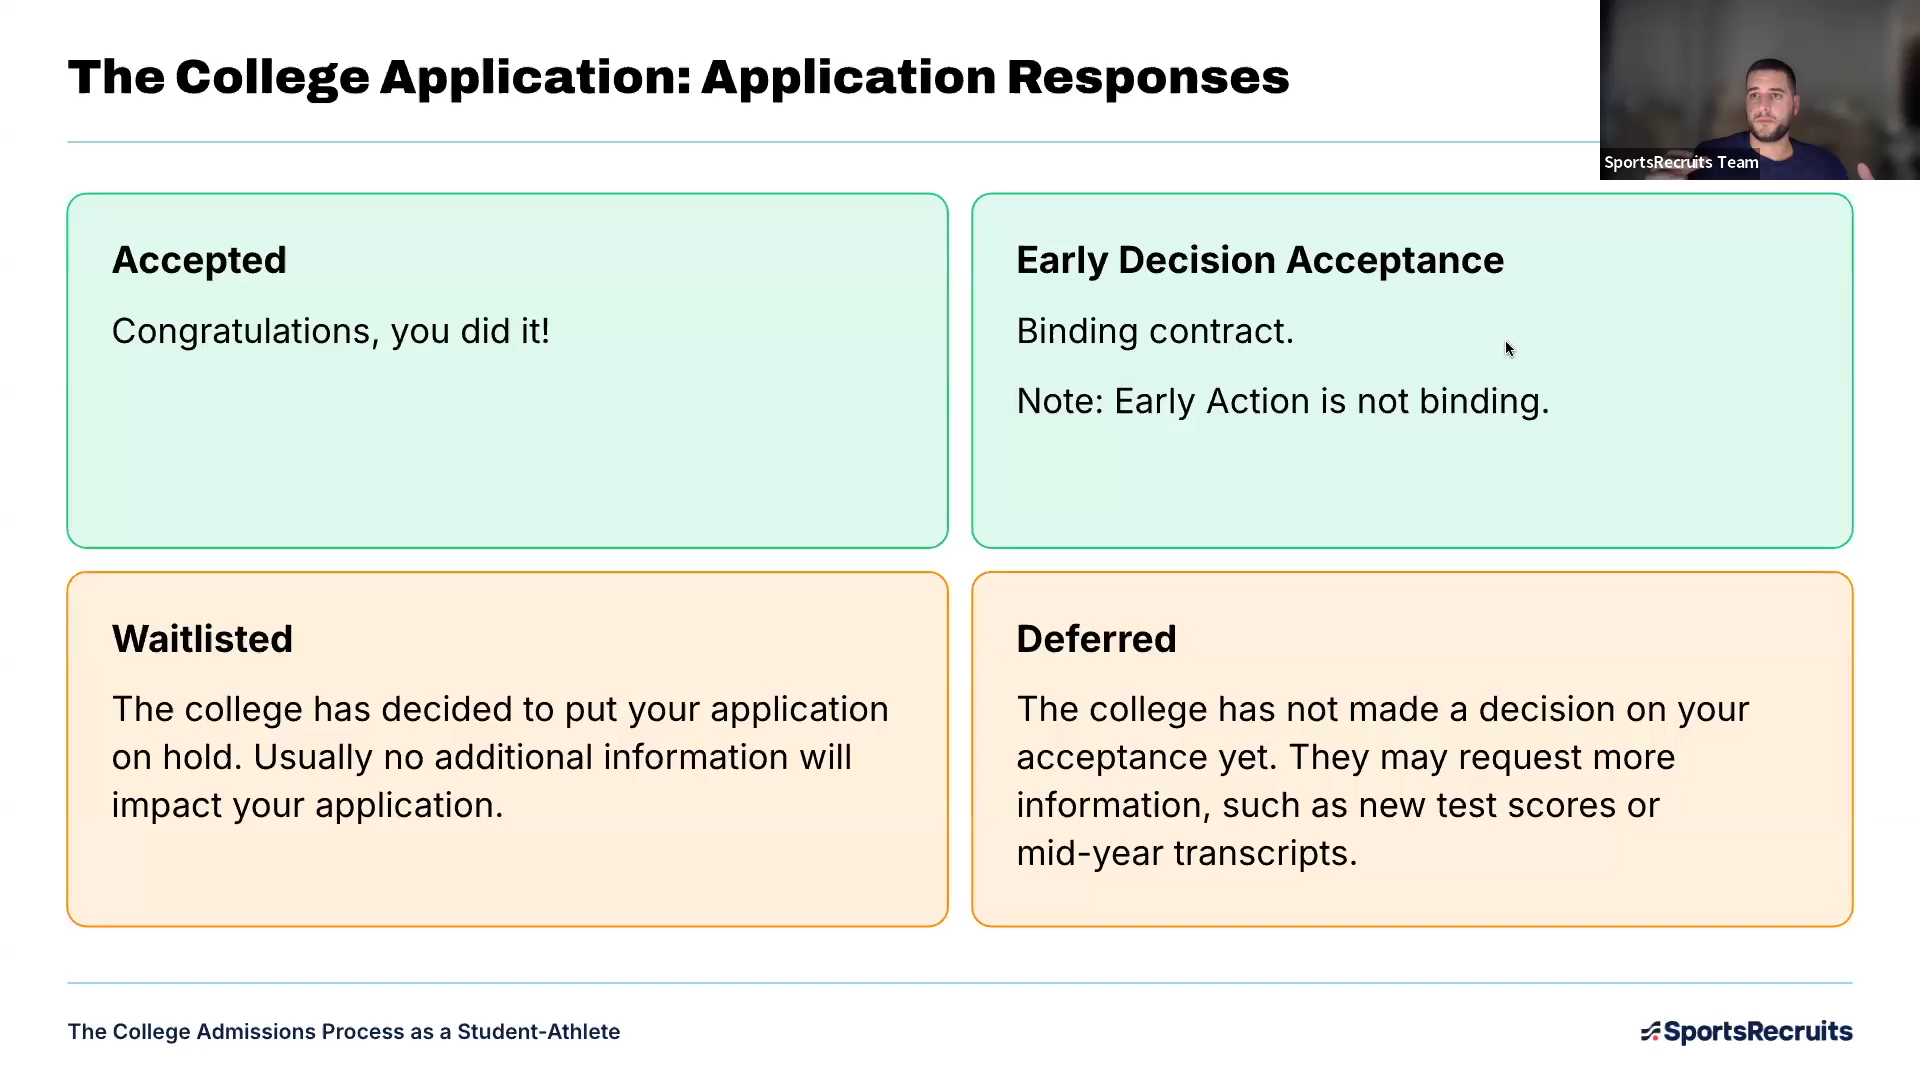 The College Application: Application Responses
SportsRecruits Team
Accepted
Congratulations, you did it!
Early Decision Acceptance
Binding contract.
Note: Early Action is not binding.
Waitlisted
The college has decided to put your application
on hold. Usually no additional information will
impact your application.
Deferred
The college has not made a decision on your
acceptance yet. They may request more
information, such as new test scores or
mid-year transcripts.
The College Admissions Process as a Student-Athlete
SportsRecruits